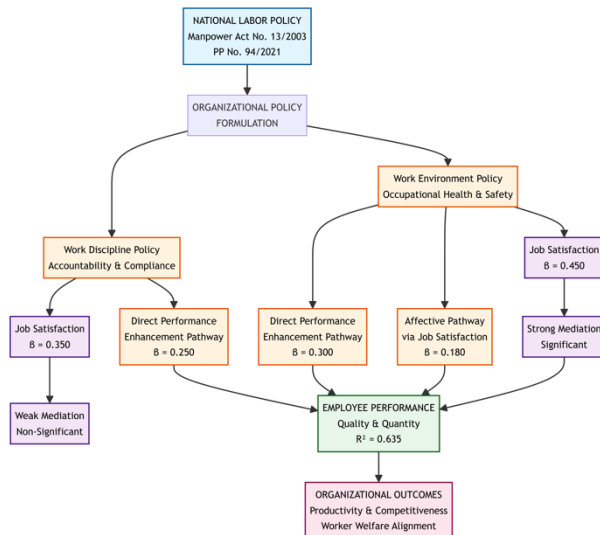 NATIONAL LABOR POLICY
Manpower Act No. 13/2003
PP No. 94/2021
ORGANIZATIONAL POLICY
FORMULATION
Work Environment Policy
Occupational Health & Safety
Work Discipline Policy
Accountability & Compliance
Job Satisfaction
β = 0.450
Job Satisfaction
β = 0.350
Direct Performance
Enhancement Pathway
β = 0.250
Direct Performance
Enhancement Pathway
β = 0.300
Affective Pathway
via Job Satisfaction
β = 0.180
Strong Mediation
Significant
Weak Mediation
Non-Significant
EMPLOYEE PERFORMANCE
Quality & Quantity
R² = 0.635
ORGANIZATIONAL OUTCOMES
Productivity & Competitiveness
Worker Welfare Alignment